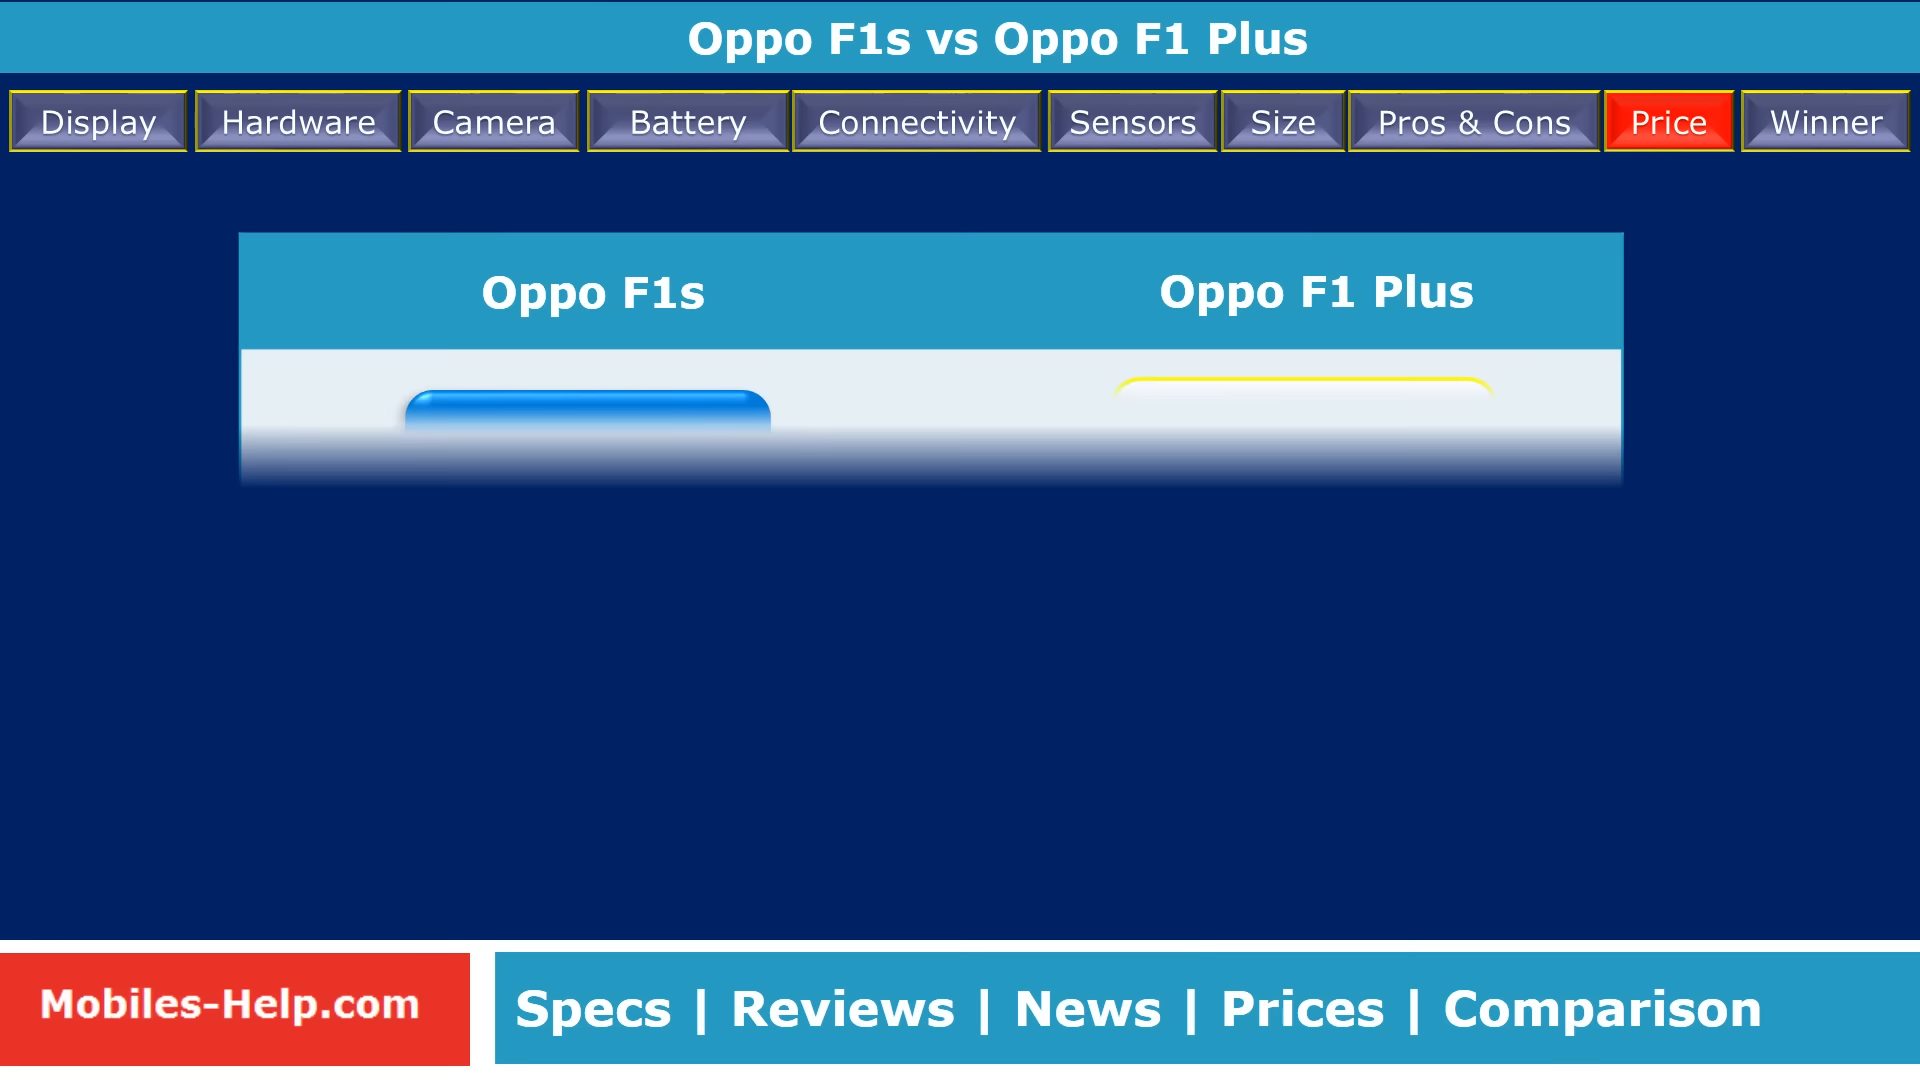 Oppo F1s vs Oppo F1 Plus
Display Hardware Camera Battery Connectivity Sensors Size Pros & Cons Price Winner
Oppo F1s Oppo F1 Plus
Mobiles-Help.com Specs | Reviews | News | Prices | Comparison